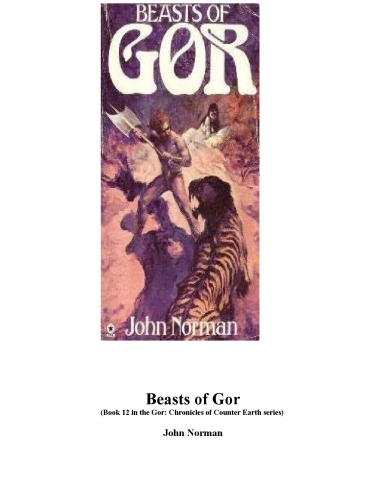 BEASTS OF
GOR
John Norman
Beasts of Gor
(Book 12 in the Gor: Chronicles of Counter Earth series)
John Norman